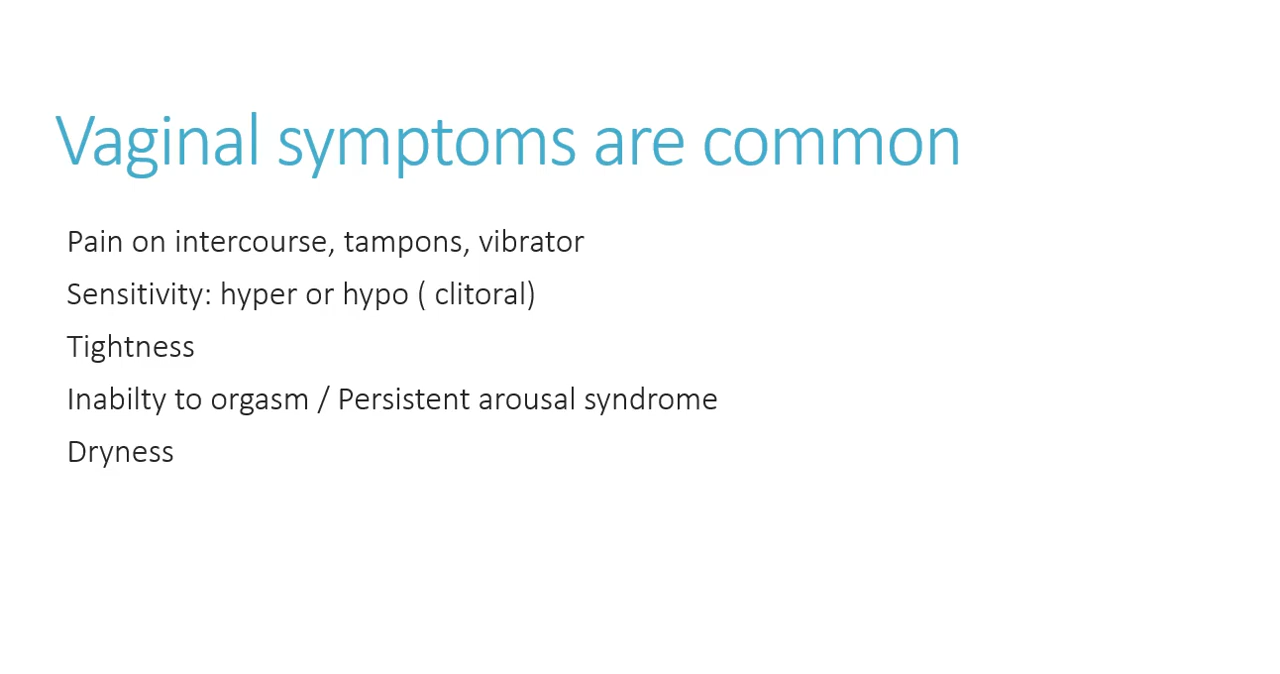 Vaginal symptoms are common
Pain on intercourse, tampons, vibrator
Sensitivity: hyper or hypo ( clitoral)
Tightness
Inabilty to orgasm / Persistent arousal syndrome
Dryness